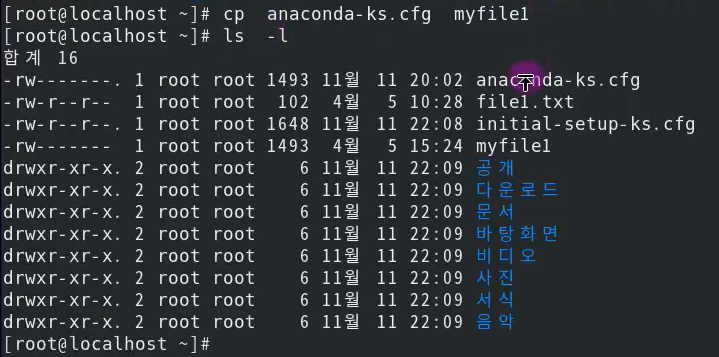 [root@localhost ~]# cp  anaconda-ks.cfg  myfile1
[root@localhost ~]# ls  -l
합계 16
-rw-------. 1 root root 1493 11월 11 20:02 anaconda-ks.cfg
-rw-r--r--  1 root root  102  4월  5 10:28 file1.txt
-rw-r--r--. 1 root root 1648 11월 11 22:08 initial-setup-ks.cfg
-rw-------  1 root root 1493  4월  5 15:24 myfile1
drwxr-xr-x. 2 root root    6 11월 11 22:09 공개
drwxr-xr-x. 2 root root    6 11월 11 22:09 다운로드
drwxr-xr-x. 2 root root    6 11월 11 22:09 문서
drwxr-xr-x. 2 root root    6 11월 11 22:09 바탕화면
drwxr-xr-x. 2 root root    6 11월 11 22:09 비디오
drwxr-xr-x. 2 root root    6 11월 11 22:09 사진
drwxr-xr-x. 2 root root    6 11월 11 22:09 서식
drwxr-xr-x. 2 root root    6 11월 11 22:09 음악
[root@localhost ~]#